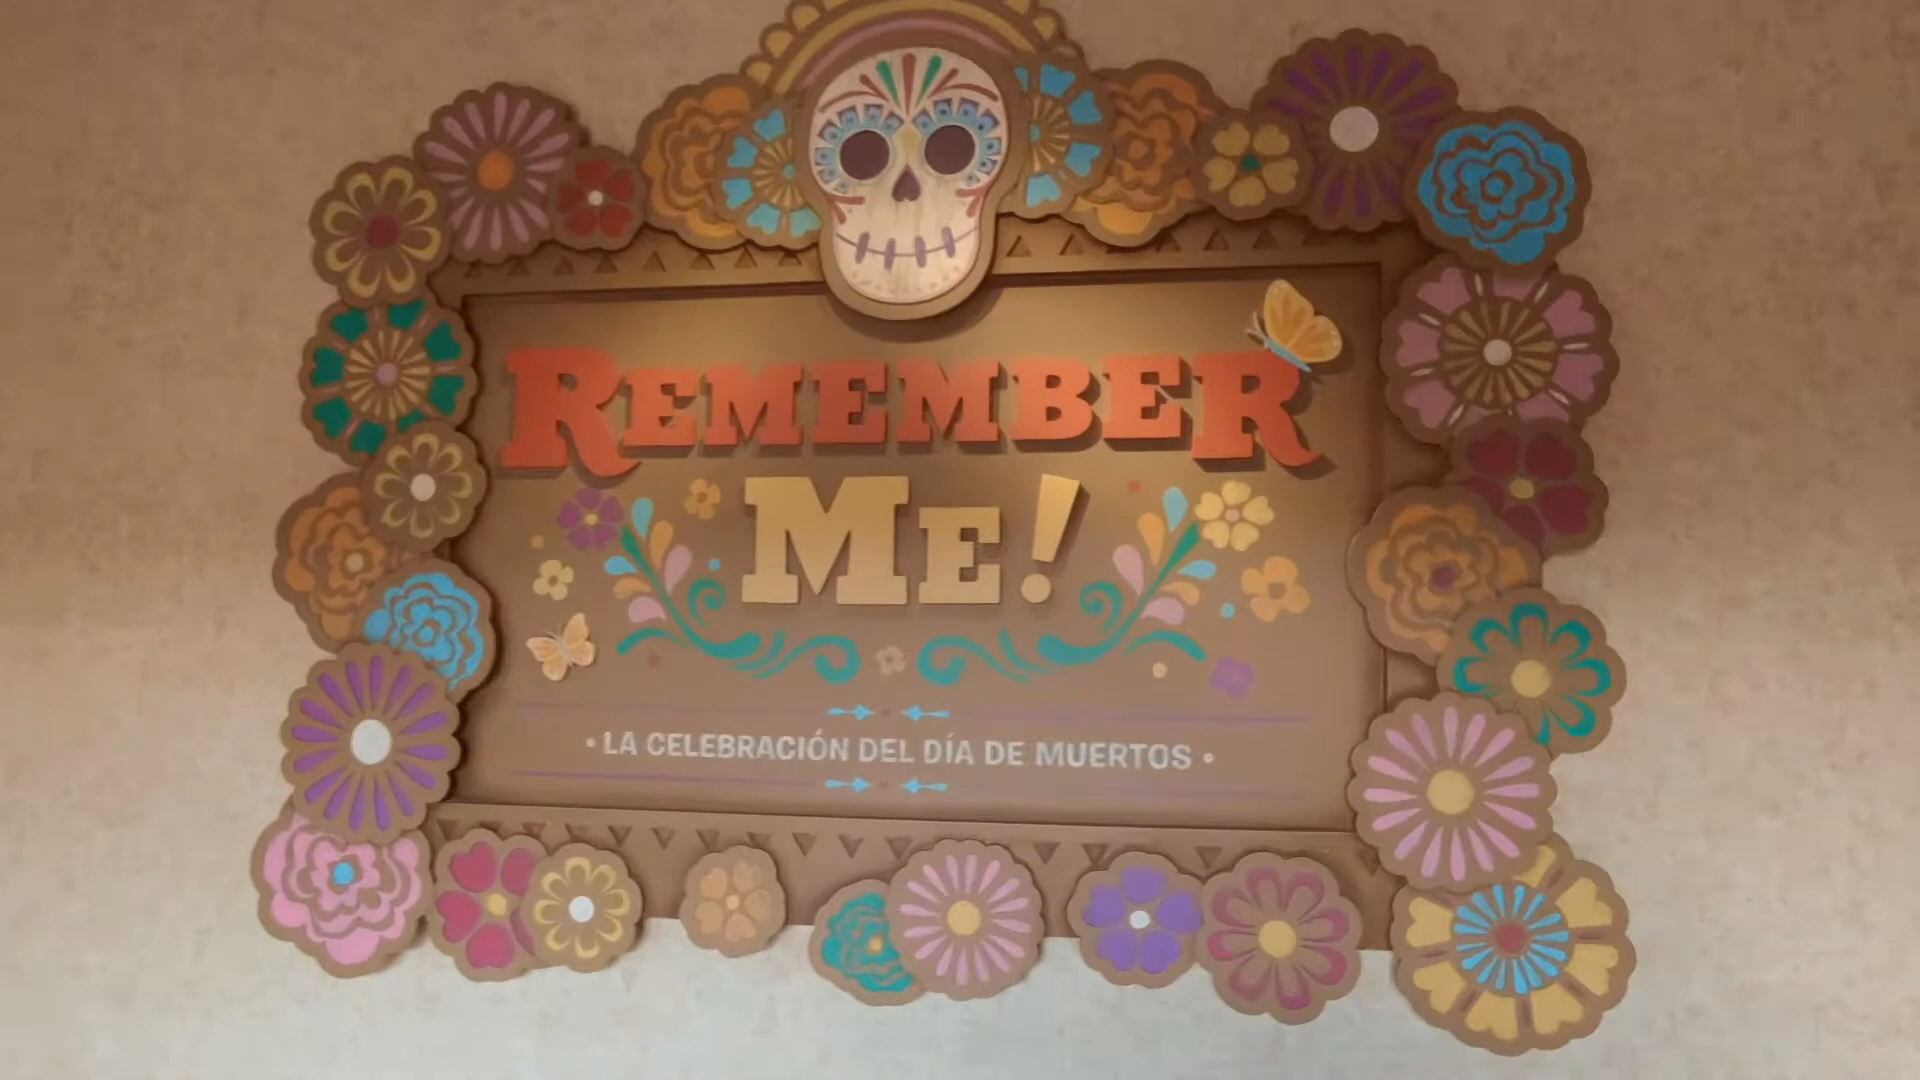 REMEMBER
ME!
• LA CELEBRACIÓN DEL DÍA DE MUERTOS •